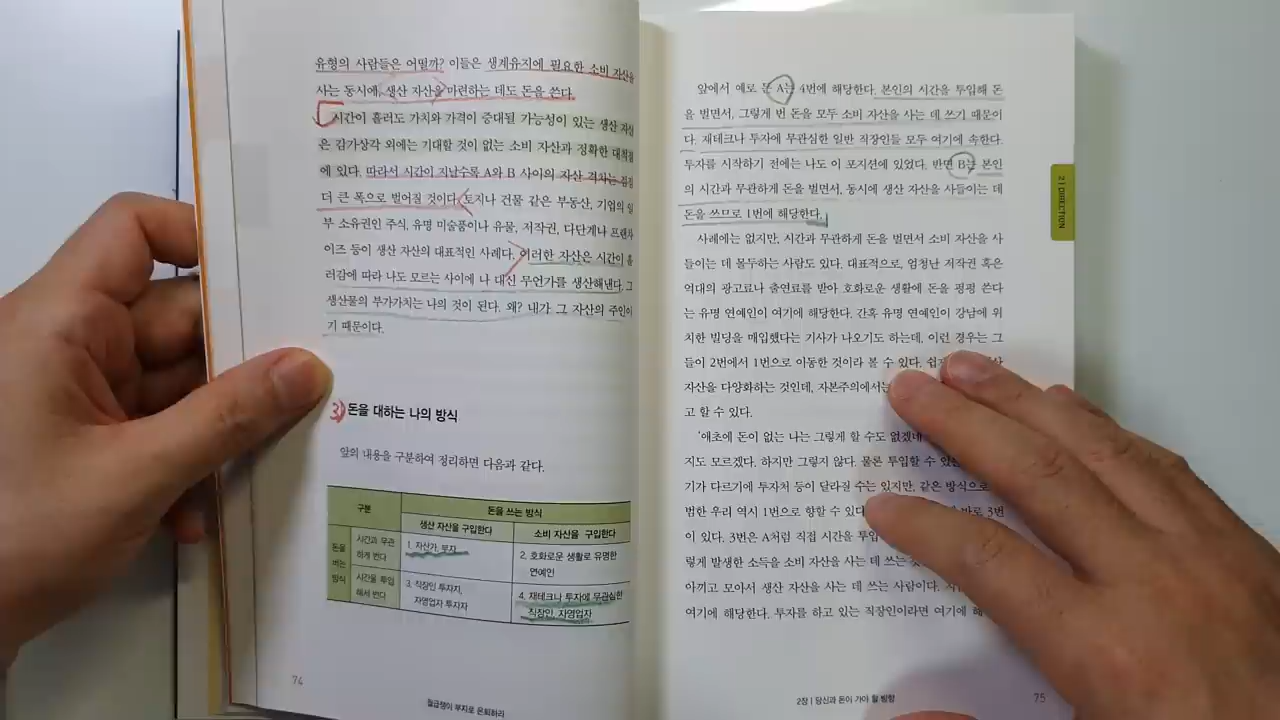 유형의 사람들은 어떨까? 이들은 생계유지에 필요한 소비 자산을
사는 동시에, 생산 자산을 마련하는 데도 돈을 쓴다.
시간이 흘러도 가치와 가격이 증대될 가능성이 있는 생산 자산
은 감가상각 외에는 기대할 것이 없는 소비 자산과 정확한 대척점
에 있다. 따라서 시간이 지날수록 A와 B 사이의 자산 격차는 점점
더 큰 폭으로 벌어질 것이다. 토지나 건물 같은 부동산, 기업의 일
부 소유권인 주식, 유명 미술품이나 유물, 저작권, 다단계나 프랜차
이즈 등이 생산 자산의 대표적인 사례다. 이러한 자산은 시간이 흘
러감에 따라 나도 모르는 사이에 나 대신 무언가를 생산해낸다. 그
생산물의 부가가치는 나의 것이 된다. 왜? 내가 그 자산의 주인이
기 때문이다.
3) 돈을 대하는 나의 방식
앞의 내용을 구분하여 정리하면 다음과 같다.
구분
돈을 쓰는 방식
생산 자산을 구입한다
소비 자산을 구입한다
돈을 버는 방식
시간과 무관
하게 번다
1. 자산가, 부자
2. 호화로운 생활로 유명한
연예인
시간을 투입
해서 번다
3. 직장인 투자자,
자영업자 투자자
4. 재테크나 투자에 무관심한
직장인, 자영업자
74
월급쟁이 부자로 은퇴하라
앞에서 예로 든 A는 4번에 해당한다. 본인의 시간을 투입해 돈
을 벌면서, 그렇게 번 돈을 모두 소비 자산을 사는 데 쓰기 때문이
다. 재테크나 투자에 무관심한 일반 직장인들 모두 여기에 속한다.
투자를 시작하기 전에는 나도 이 포지션에 있었다. 반면 B는 본인
의 시간과 무관하게 돈을 벌면서, 동시에 생산 자산을 사들이는 데
돈을 쓰므로 1번에 해당한다.
사례에는 없지만, 시간과 무관하게 돈을 벌면서 소비 자산을 사
들이는 데 몰두하는 사람도 있다. 대표적으로, 엄청난 저작권 혹은
억대의 광고료나 출연료를 받아 호화로운 생활에 돈을 펑펑 쓴다
는 유명 연예인이 여기에 해당한다. 간혹 유명 연예인이 강남에 위
치한 빌딩을 매입했다는 기사가 나오기도 하는데, 이런 경우는 그
들이 2번에서 1번으로 이동한 것이라 볼 수 있다.
자산을 다양화하는 것인데, 자본주의에서는
고 할 수 있다.
'애초에 돈이 없는 나는 그렇게 할 수도 없겠네
지도 모르겠다. 하지만 그렇지 않다. 물론 투입할 수
기가 다르기에 투자처 등이 달라질 수는 있지만, 같은 방식으로
범한 우리 역시 1번으로 향할 수 있다 바로 3번
이 있다. 3번은 A처럼 직접 시간을 투입
렇게 발생한 소득을 소비 자산을 사는 데 쓰는
아끼고 모아서 생산 자산을 사는 데 쓰는 사람이다.
여기에 해당한다. 투자를 하고 있는 직장인이라면 여기에
2 | DIRECTION
2장 | 당신과 돈이 가야 할 방향
75